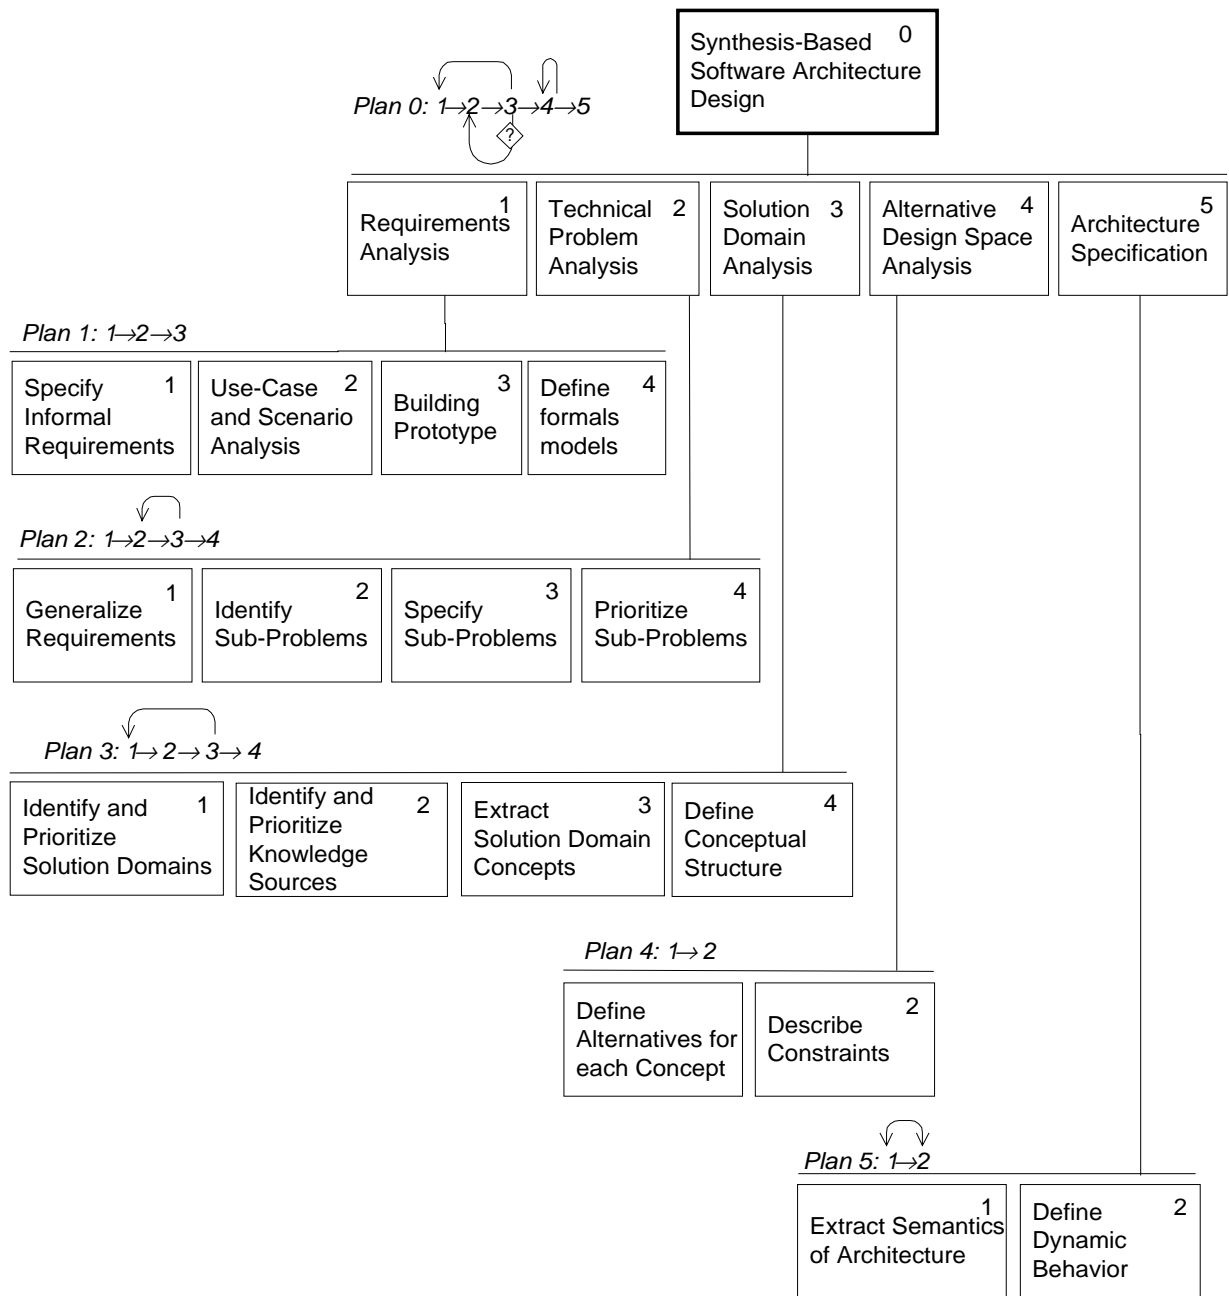 Synthesis-Based 0
Software Architecture
Design
Plan 0: 1→2→3→4→5
?
Requirements 1
Analysis
Technical 2
Problem
Analysis
Solution 3
Domain
Analysis
Alternative 4
Design Space
Analysis
Architecture 5
Specification
Plan 1: 1→2→3
Specify 1
Informal
Requirements
Use-Case 2
and Scenario
Analysis
Building 3
Prototype
Define 4
formals
models
Plan 2: 1→2→3→4
Generalize 1
Requirements
Identify 2
Sub-Problems
Specify 3
Sub-Problems
Prioritize 4
Sub-Problems
Plan 3: 1→2→3→4
Identify and 1
Prioritize
Solution Domains
Identify and 2
Prioritize
Knowledge
Sources
Extract 3
Solution Domain
Concepts
Define 4
Conceptual
Structure
Plan 4: 1→2
Define
Alternatives for
each Concept
Describe 2
Constraints
Plan 5: 1→2
Extract Semantics 1
of Architecture
Define 2
Dynamic
Behavior